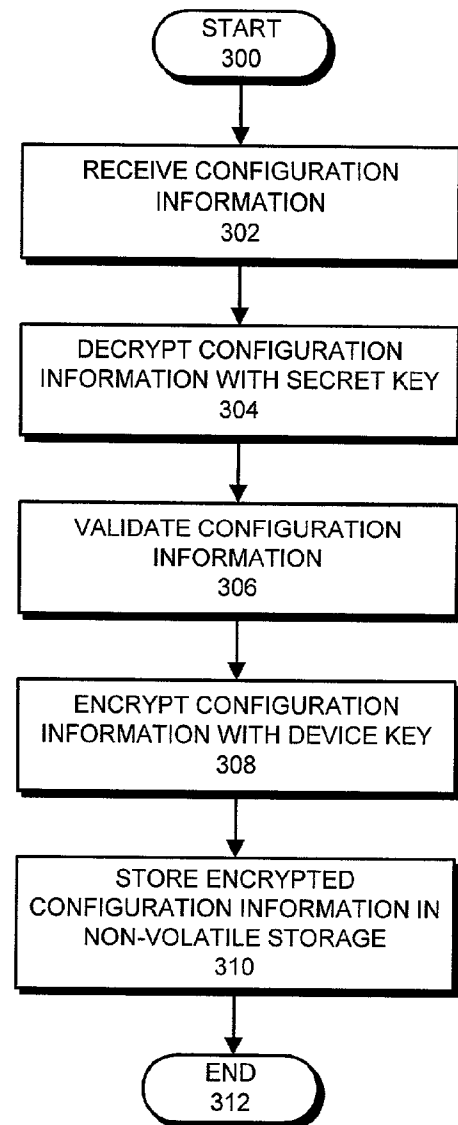 START
300
RECEIVE CONFIGURATION
INFORMATION
302
DECRYPT CONFIGURATION
INFORMATION WITH SECRET KEY
304
VALIDATE CONFIGURATION
INFORMATION
306
ENCRYPT CONFIGURATION
INFORMATION WITH DEVICE KEY
308
STORE ENCRYPTED
CONFIGURATION INFORMATION IN
NON-VOLATILE STORAGE
310
END
312